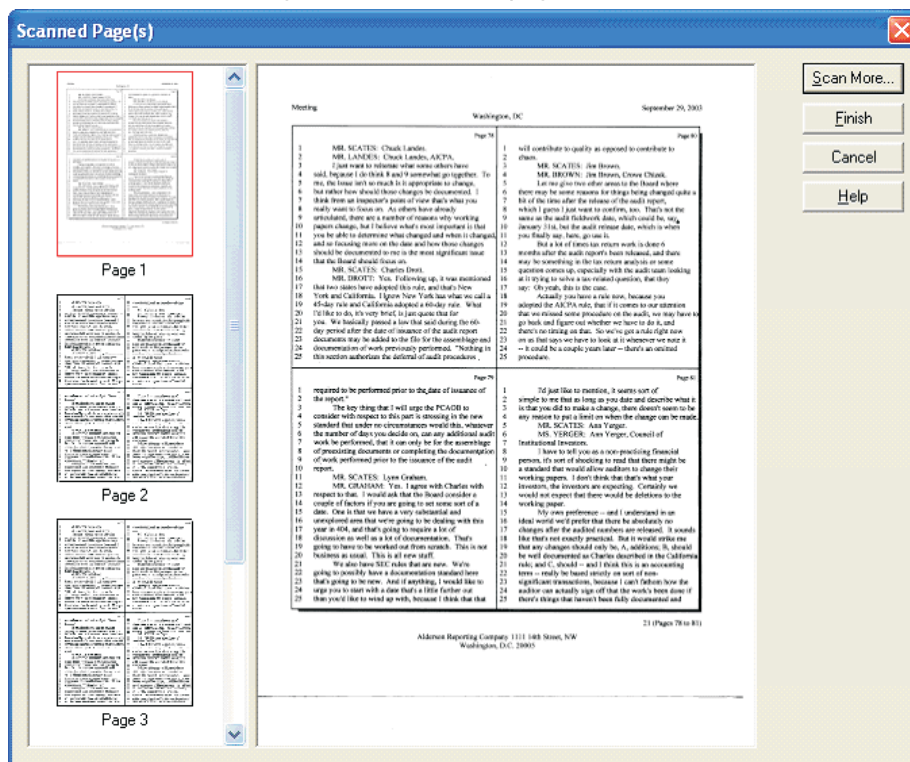 Scanned Page(s)
Page 1
Page 2
Page 3
Scan More...
Finish
Cancel
Help
Meeting
September 29, 2003
Washington, DC
Page 78
1 MR. SCATES: Chuck Landes.
2 MR. LANDES: Chuck Landes, AICPA.
3 I just want to reiterate what some others have
4 said, because I do think 8 and 9 somewhat go together. To
5 me, the issue isn't so much is it appropriate to change,
6 but rather how should those changes be documented. I
7 think from an inspector's point of view that's what you
8 really want to focus on. As others have already
9 articulated, there are a number of reasons why working
10 papers change, but I believe what's most important is that
11 you be able to determine what changed and when it changed,
12 and so focusing more on the date and how those changes
13 should be documented to me is the most significant issue
14 that the Board should focus on.
15 MR. SCATES: Charles Drott.
16 MR. DROTT: Yes. Following up, it was mentioned
17 that two states have adopted this rule, and that's New
18 York and California. I know New York has what we call a
19 45-day rule and California adopted a 60-day rule. What
20 I'd like to do, it's very brief, is just quote that for
21 you. We basically passed a law that said during the 60-
22 day period after the date of issuance of the audit report
23 documents may be added to the file for the assemblage and
24 documentation of work previously performed. "Nothing in
25 this section authorizes the deferral of audit procedures
Page 79
1 required to be performed prior to the date of issuance of
2 the report."
3 The key thing that I will urge the PCAOB to
4 consider with respect to this part is stressing in the new
5 standard that under no circumstances would this, whatever
6 the number of days you decide on, can any additional audit
7 work be performed, that it can only be for the assemblage
8 of preexisting documents or completing the documentation
9 of work performed prior to the issuance of the audit
10 report.
11 MR. SCATES: Lynn Graham.
12 MR. GRAHAM: Yes. I agree with Charles with
13 respect to that. I would ask that the Board consider a
14 couple of factors if you are going to set some sort of a
15 date. One is that we have a very substantial and
16 unexplored area that we're going to be dealing with this
17 year in 404, and that's going to require a lot of
18 discussion as well as a lot of documentation. That's
19 going to have to be worked out from scratch. This is not
20 business as usual. This is all new stuff.
21 We also have SEC rules that are new. We're
22 going to possibly have a documentation standard here
23 that's going to be new. And if anything, I would like to
24 urge you to start with a date that's a little further out
25 than you'd like to wind up with, because I think that that
Page 80
1 will contribute to quality as opposed to contribute to
2 chaos.
3 MR. SCATES: Jim Brown.
4 MR. BROWN: Jim Brown, Crowe Chizek.
5 Let me give two other areas to the Board where
6 there may be some reasons for things being changed quite a
7 bit of the time after the release of the audit report,
8 which I guess I just want to confirm, too. That's not the
9 same as the audit fieldwork date, which could be, say,
10 January 31st, but the audit release date, which is when
11 you finally say, here, go use it.
12 But a lot of times tax return work is done 6
13 months after the audit report's been released, and there
14 may be something in the tax return analysis or some
15 question comes up, especially with the audit team looking
16 at it trying to solve a tax-related question, that they
17 say: Oh yeah, this is the case.
18 Actually you have a rule now, because you
19 adopted the AICPA rule, that if it comes to our attention
20 that we missed some procedure on the audit, we may have to
21 go back and figure out whether we have to do it, and
22 there's no timing on that. So we've got a rule right now
23 on as that says we have to look at it whenever we note it
24 -- it could be a couple years later -- there's an omitted
25 procedure.
Page 81
1 I'd just like to mention, it seems sort of
2 simple to me that as long as you date and describe what it
3 is that you did to make a change, there doesn't seem to be
4 any reason to put a limit on when the change can be made.
5 MR. SCATES: Ann Yerger.
6 MS. YERGER: Ann Yerger, Council of
7 Institutional Investors.
8 I have to tell you as a non-practicing financial
9 person, it's sort of shocking to read that there might be
10 a standard that would allow auditors to change their
11 working papers. I don't think that that's what your
12 investors, the investors, are expecting. Certainly we
13 would not expect that there would be deletions to the
14 working paper.
15 My own preference -- and I understand in an
16 ideal world we'd prefer that there be absolutely no
17 changes after the audited numbers are released. It sounds
18 like that's not exactly practical. But it would strike me
19 that any changes should only be, A, additions; B, should
20 be well documented as Charles described in the California
21 rule; and C, should -- and I think this is an accounting
22 term -- really be based strictly on sort of non-
23 significant transactions, because I can't fathom how the
24 auditor can actually sign off that the work's been done if
25 there's things that haven't been fully documented and
21 (Pages 78 to 81)
Alderson Reporting Company 1111 14th Street, NW
Washington, D.C. 20005